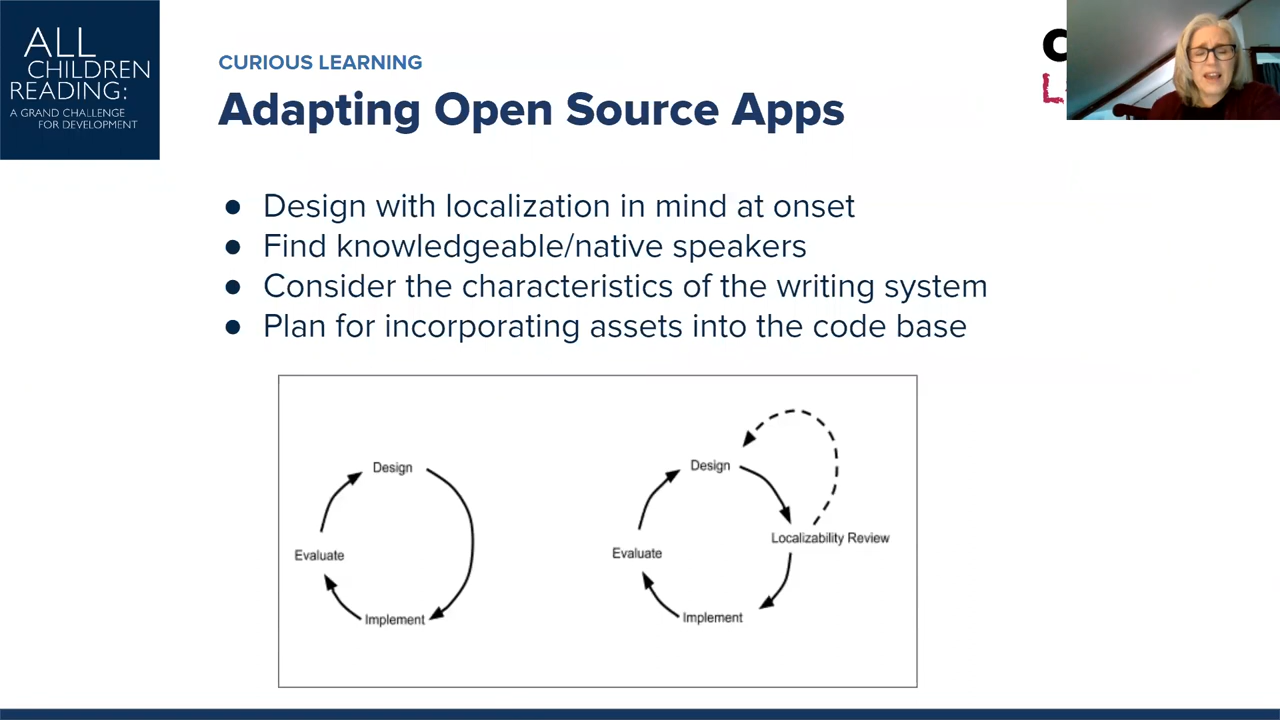 ALL
CHILDREN
READING:
A GRAND CHALLENGE
FOR DEVELOPMENT
CURIOUS LEARNING
Adapting Open Source Apps
● Design with localization in mind at onset
● Find knowledgeable/native speakers
● Consider the characteristics of the writing system
● Plan for incorporating assets into the code base
Design
Evaluate
Implement
Design
Localizability Review
Evaluate
Implement